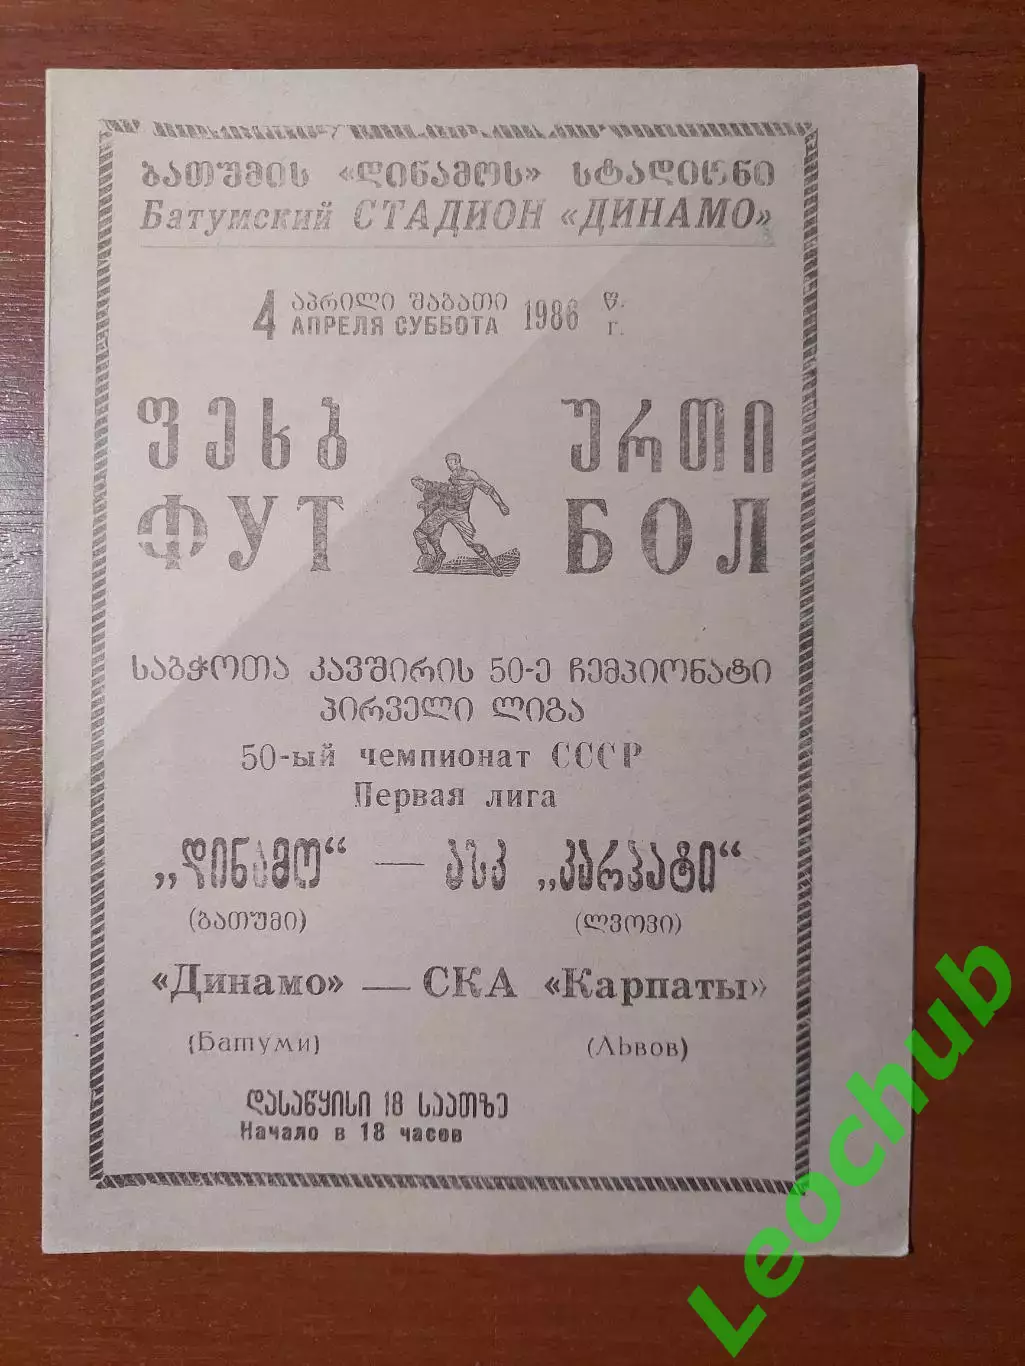 ბათუმის «დინამოს» სტადიონი
Батумский СТАДИОН «ДИНАМО»
4 აპრილი შაბათი 1986 წ.
АПРЕЛЯ СУББОТА г.
ფეხბ ურთი
ФУТ БОЛ
საბჭოთა კავშირის 50-ე ჩემპიონატი
პირველი ლიგა
50-ый чемпионат СССР
Первая лига
„დინამო“ — ასკ „კარპატი“
(ბათუმი) (ლვოვი)
«Динамо» — СКА «Карпаты»
(Батуми) (Львов)
დასაწყისი 18 საათზე
Начало в 18 часов
Leochub